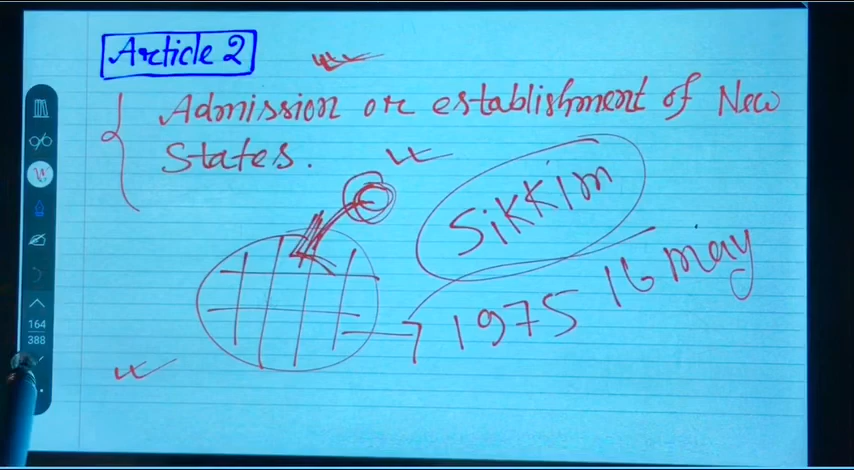 Article 2
Admission or establishment of New
States.
Sikkim
1975 16 may
164
388